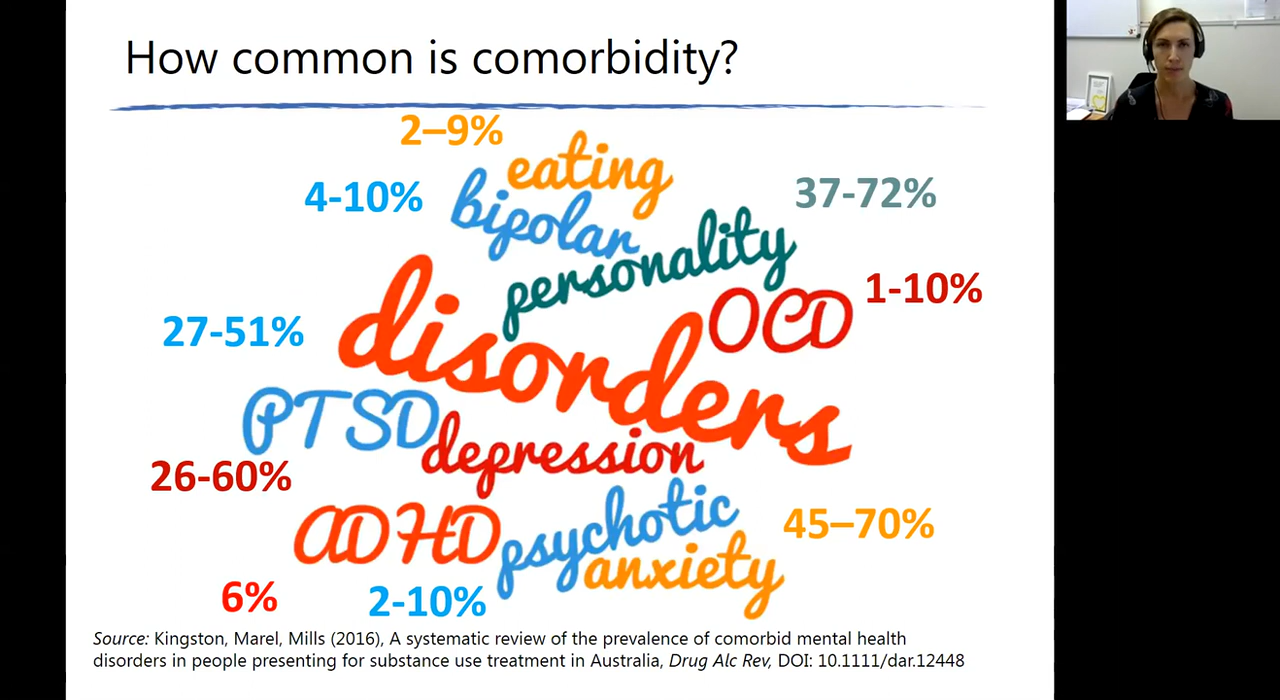 How common is comorbidity?
2–9%
eating
4-10%
bipolar
37-72%
personality
OCD
1-10%
27-51%
disorders
PTSD
depression
26-60%
ADHD
psychotic
45–70%
anxiety
6%
2-10%
Source: Kingston, Marel, Mills (2016), A systematic review of the prevalence of comorbid mental health
disorders in people presenting for substance use treatment in Australia, Drug Alc Rev, DOI: 10.1111/dar.12448